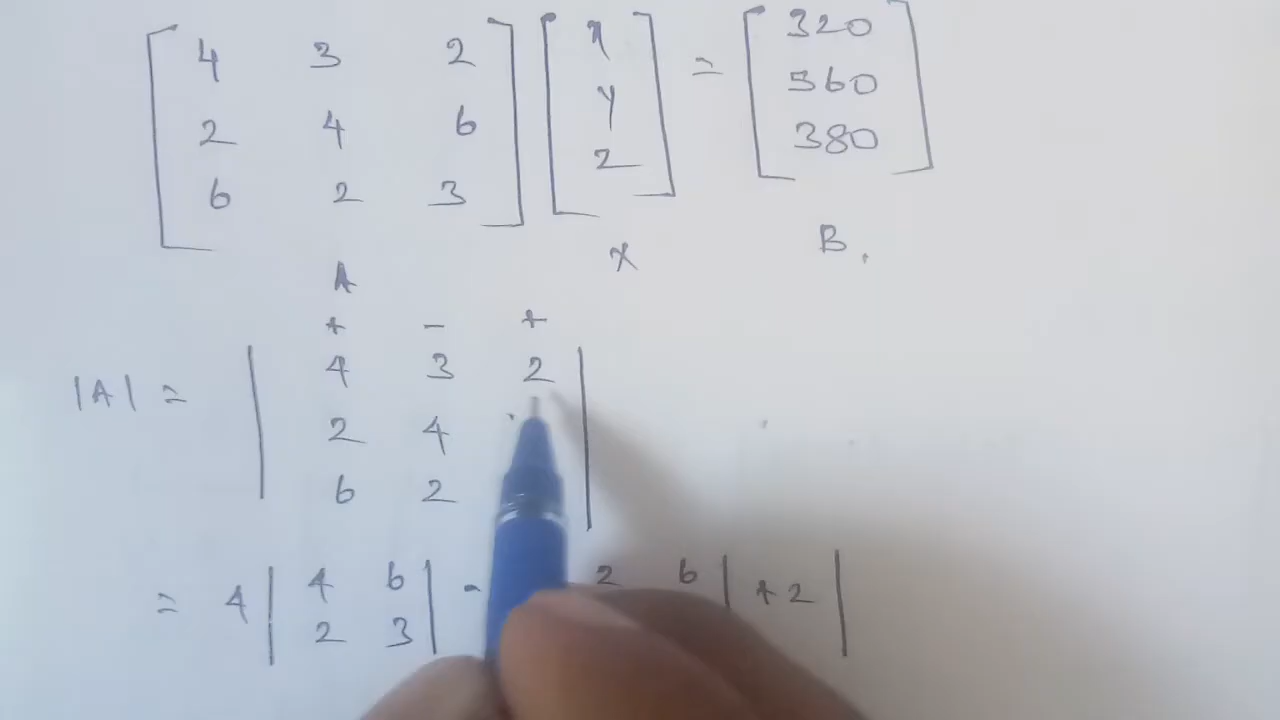 4 3 2 x = 320
2 4 6 y 560
6 2 3 z 380
A X B.
+ - +
|A| = | 4 3 2 |
2 4
6 2
= 4 | 4 6 | - 2 6 | + 2 |
2 3